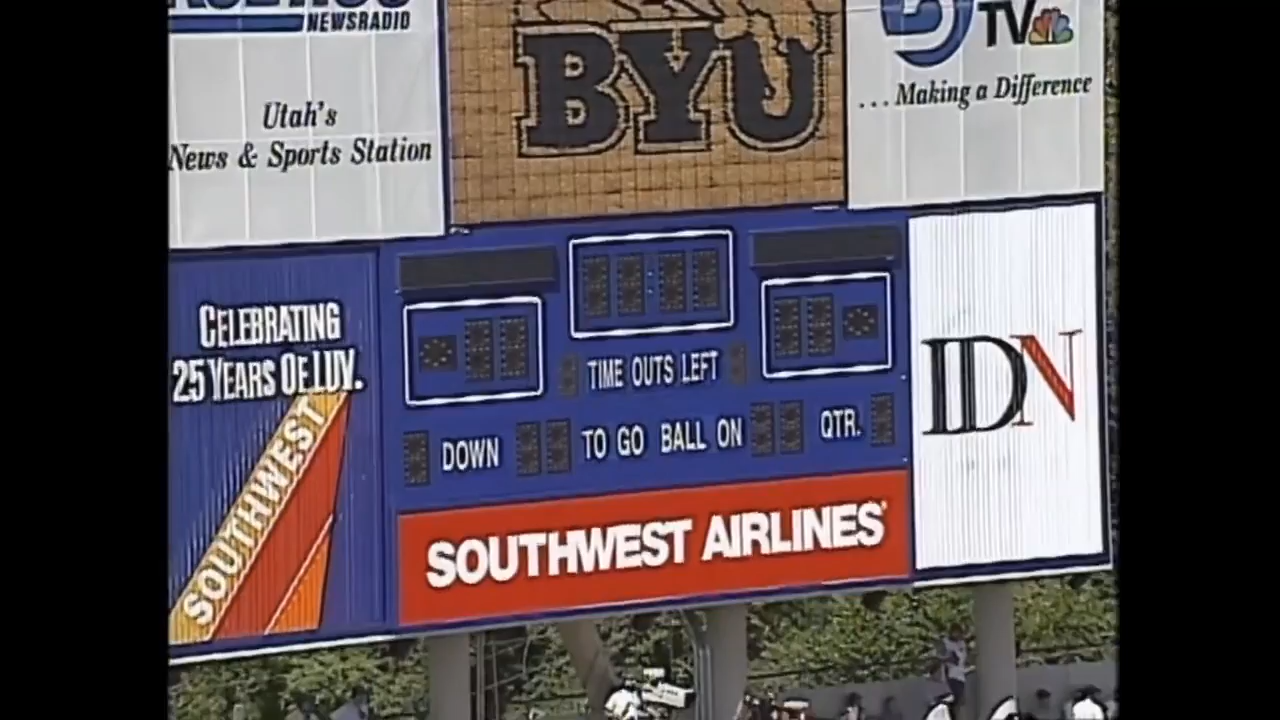 NEWSRADIO
Utah's
News & Sports Station
BYU
5
TV
...Making a Difference
CELEBRATING
25 YEARS OF LUV.
SOUTHWEST
TIME OUTS LEFT
DOWN TO GO BALL ON QTR.
SOUTHWEST AIRLINES
IDN